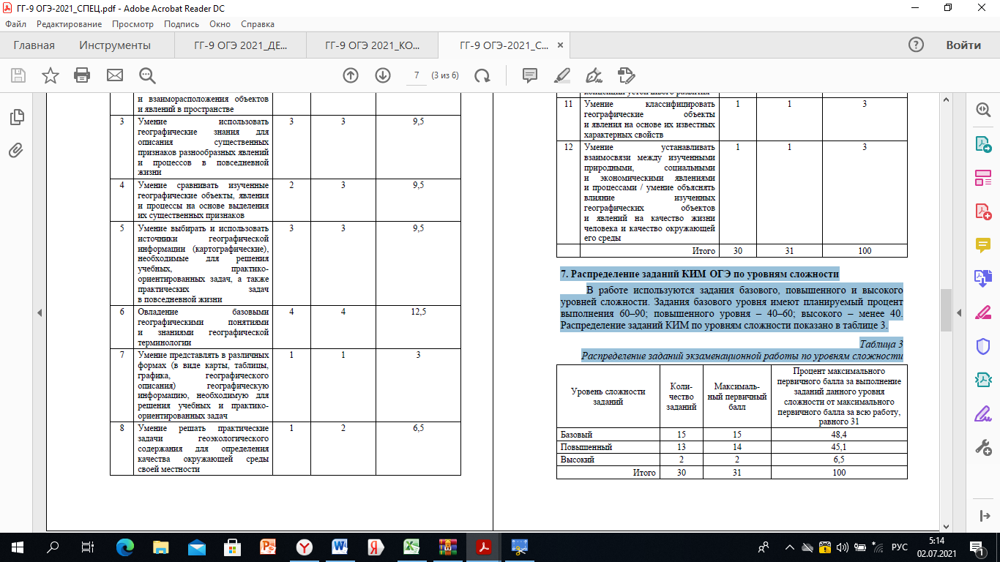 ГГ-9 ОГЭ-2021_СПЕЦ.pdf - Adobe Acrobat Reader DC
Файл Редактирование Просмотр Подпись Окно Справка
Главная Инструменты ГГ-9 ОГЭ 2021_ДЕ... ГГ-9 ОГЭ 2021_КО... ГГ-9 ОГЭ-2021_С... × Войти
7 (3 из 6)
и взаиморасположения объектов
и явлений в пространстве
3 Умение использовать 3 3 9,5
географические знания для
описания существенных
признаков разнообразных явлений
и процессов в повседневной
жизни
4 Умение сравнивать изученные 2 3 9,5
географические объекты, явления
и процессы на основе выделения
их существенных признаков
5 Умение выбирать и использовать 3 3 9,5
источники географической
информации (картографические),
необходимые для решения
учебных, практико-
ориентированных задач, а также
практических задач
в повседневной жизни
6 Овладение базовыми 4 4 12,5
географическими понятиями
и знаниями географической
терминологии
7 Умение представлять в различных 1 1 3
формах (в виде карты, таблицы,
графика, географического
описания) географическую
информацию, необходимую для
решения учебных и практико-
ориентированных задач
8 Умение решать практические 1 2 6,5
задачи геоэкологического
содержания для определения
качества окружающей среды
своей местности
концепции устойчивого развития
11 Умение классифицировать 1 1 3
географические объекты
и явления на основе их известных
характерных свойств
12 Умение устанавливать 1 1 3
взаимосвязи между изученными
природными, социальными
и экономическими явлениями
и процессами / умение объяснять
влияние изученных
географических объектов
и явлений на качество жизни
человека и качество окружающей
его среды
Итого 30 31 100
7. Распределение заданий КИМ ОГЭ по уровням сложности
В работе используются задания базового, повышенного и высокого
уровней сложности. Задания базового уровня имеют планируемый процент
выполнения 60–90; повышенного уровня – 40–60; высокого – менее 40.
Распределение заданий КИМ по уровням сложности показано в таблице 3.
Таблица 3
Распределение заданий экзаменационной работы по уровням сложности
Уровень сложности
заданий
Коли-
чество
заданий
Максималь-
ный первичный
балл
Процент максимального
первичного балла за выполнение
заданий данного уровня
сложности от максимального
первичного балла за всю работу,
равного 31
Базовый 15 15 48,4
Повышенный 13 14 45,1
Высокий 2 2 6,5
Итого 30 31 100
РУС
5:14
02.07.2021
1